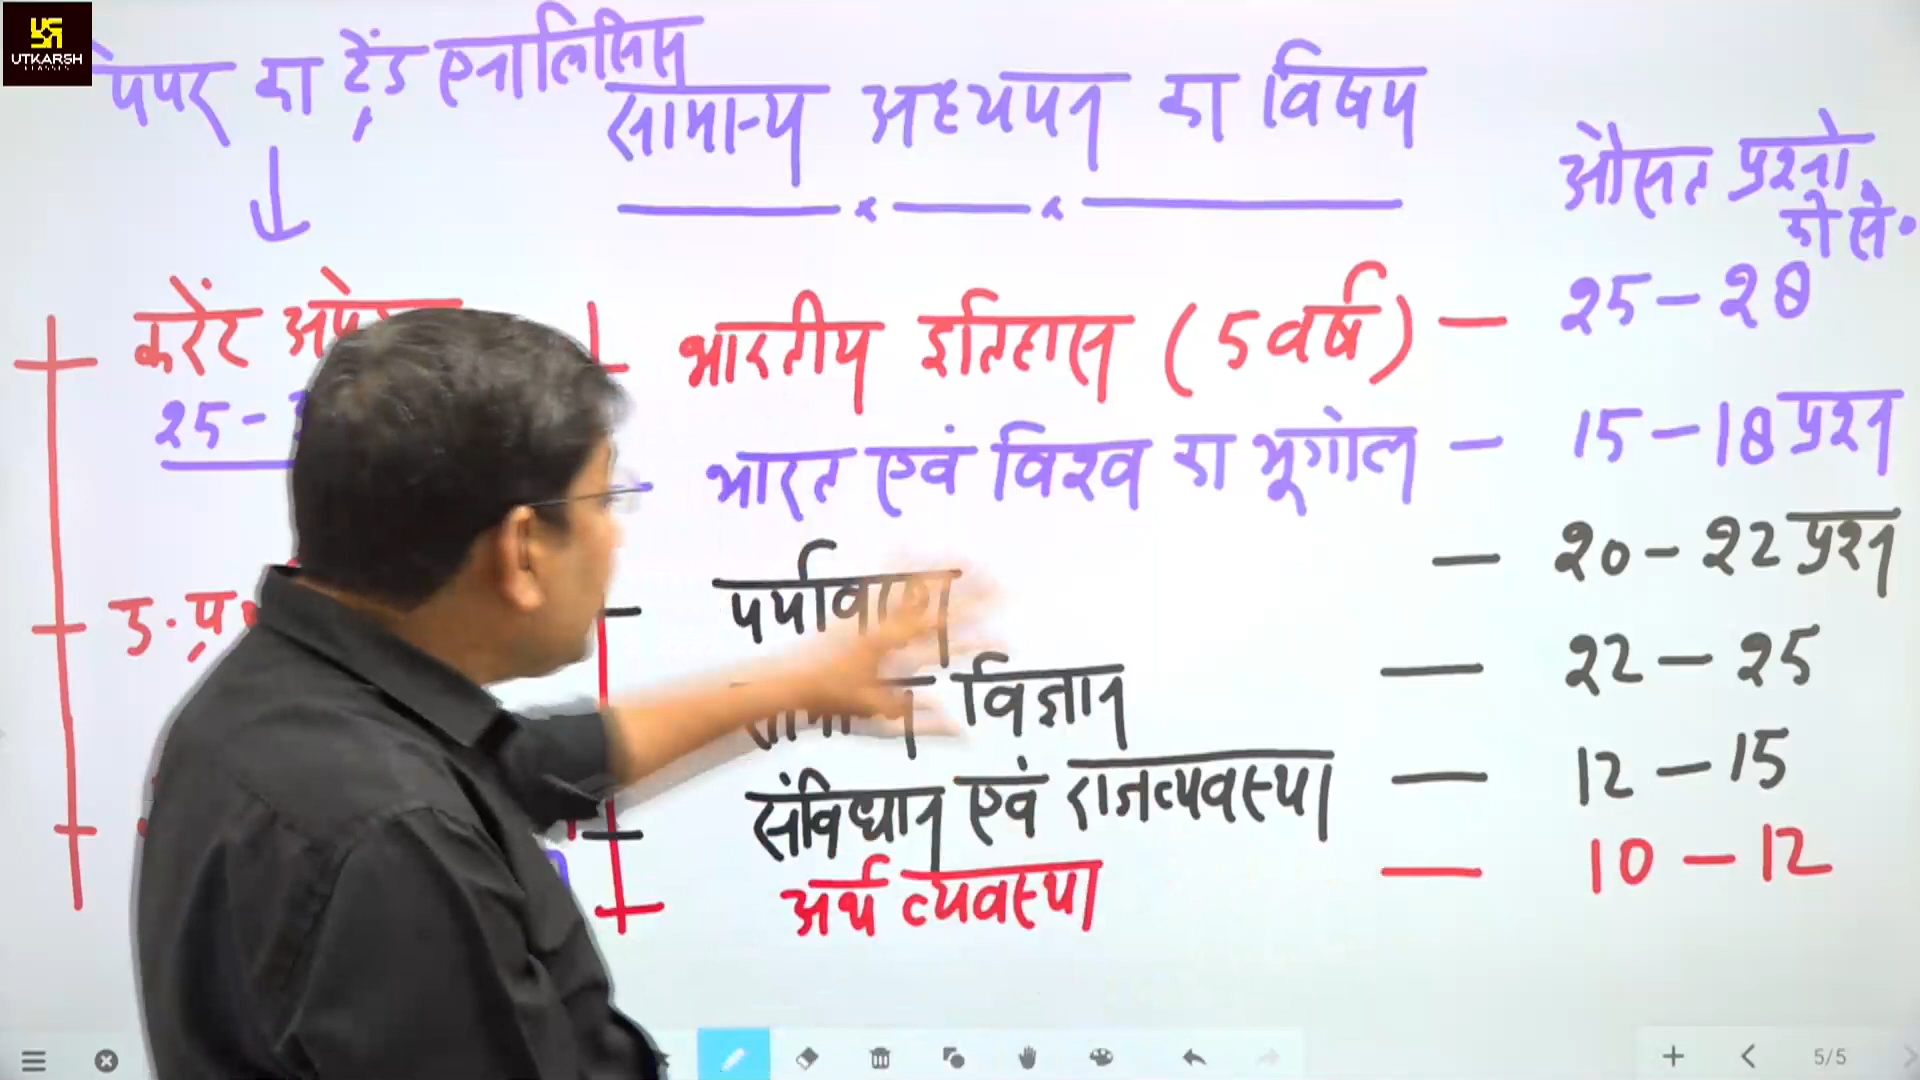 UTKARSH
CLASSES
पेपर का ट्रेंड एनालिसिस
सामान्य अध्ययन का विषय
औसत प्रश्नो
की सं.
करेंट
25 -
उ. प्र.
भारतीय इतिहास (5 वर्ष) — 25 - 28
भारत एवं विश्व का भूगोल — 15 - 18 प्रश्न
पर्यावरण — 20 - 22 प्रश्न
सामान्य विज्ञान — 22 - 25
संविधान एवं राजव्यवस्था — 12 - 15
अर्थ व्यवस्था — 10 - 12
5/5